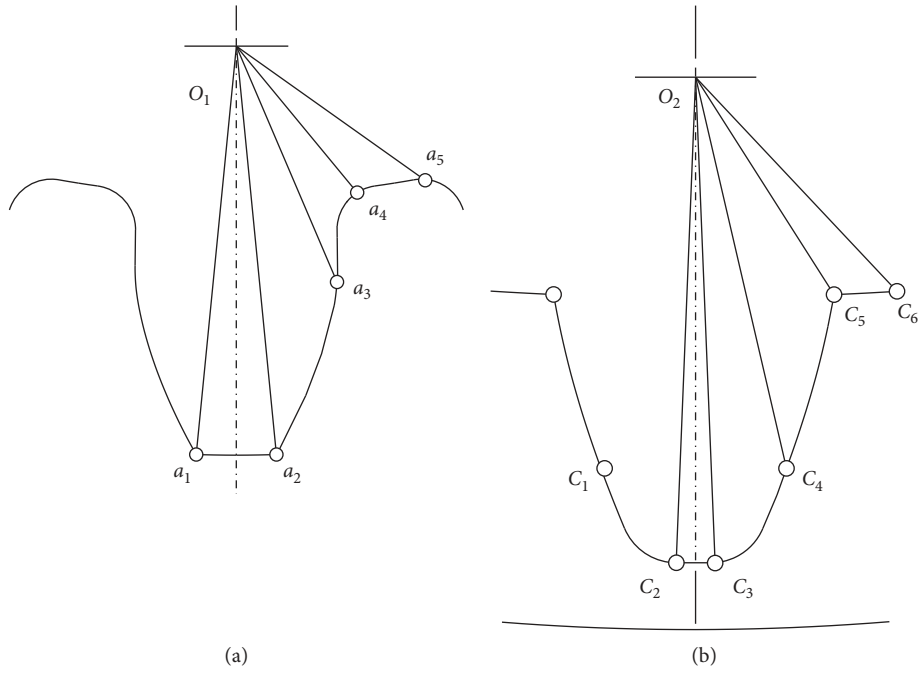 O₁
a₅
a₄
a₃
a₁
a₂
(a)
O₂
C₅
C₆
C₁
C₄
C₂
C₃
(b)